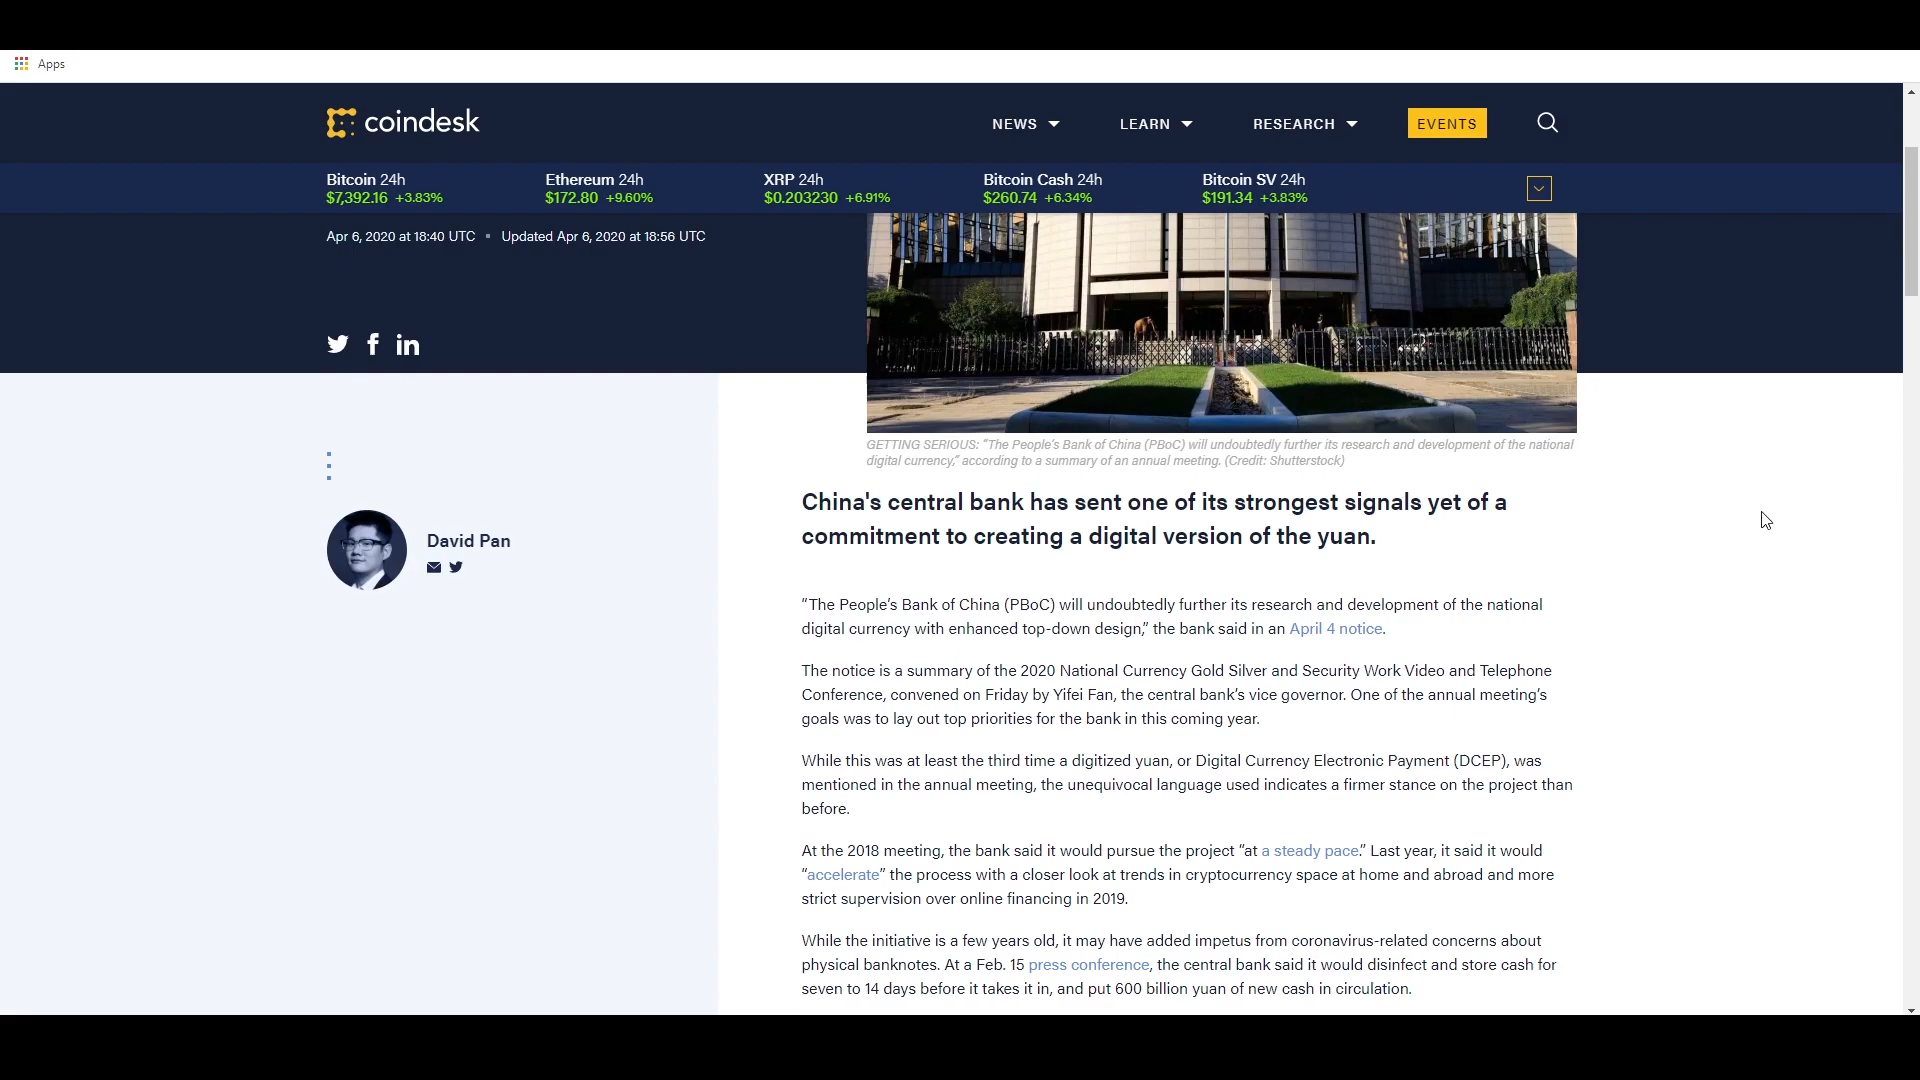 Apps
coindesk
NEWS
LEARN
RESEARCH
EVENTS
Bitcoin 24h
$7,392.16 +3.83%
Ethereum 24h
$172.80 +9.60%
XRP 24h
$0.203230 +6.91%
Bitcoin Cash 24h
$260.74 +6.34%
Bitcoin SV 24h
$191.34 +3.83%
Apr 6, 2020 at 18:40 UTC ▪ Updated Apr 6, 2020 at 18:56 UTC
GETTING SERIOUS: “The People’s Bank of China (PBoC) will undoubtedly further its research and development of the national
digital currency,” according to a summary of an annual meeting. (Credit: Shutterstock)
China's central bank has sent one of its strongest signals yet of a
commitment to creating a digital version of the yuan.
David Pan
“The People’s Bank of China (PBoC) will undoubtedly further its research and development of the national
digital currency with enhanced top-down design,” the bank said in an April 4 notice.
The notice is a summary of the 2020 National Currency Gold Silver and Security Work Video and Telephone
Conference, convened on Friday by Yifei Fan, the central bank’s vice governor. One of the annual meeting’s
goals was to lay out top priorities for the bank in this coming year.
While this was at least the third time a digitized yuan, or Digital Currency Electronic Payment (DCEP), was
mentioned in the annual meeting, the unequivocal language used indicates a firmer stance on the project than
before.
At the 2018 meeting, the bank said it would pursue the project “at a steady pace.” Last year, it said it would
“accelerate” the process with a closer look at trends in cryptocurrency space at home and abroad and more
strict supervision over online financing in 2019.
While the initiative is a few years old, it may have added impetus from coronavirus-related concerns about
physical banknotes. At a Feb. 15 press conference, the central bank said it would disinfect and store cash for
seven to 14 days before it takes it in, and put 600 billion yuan of new cash in circulation.